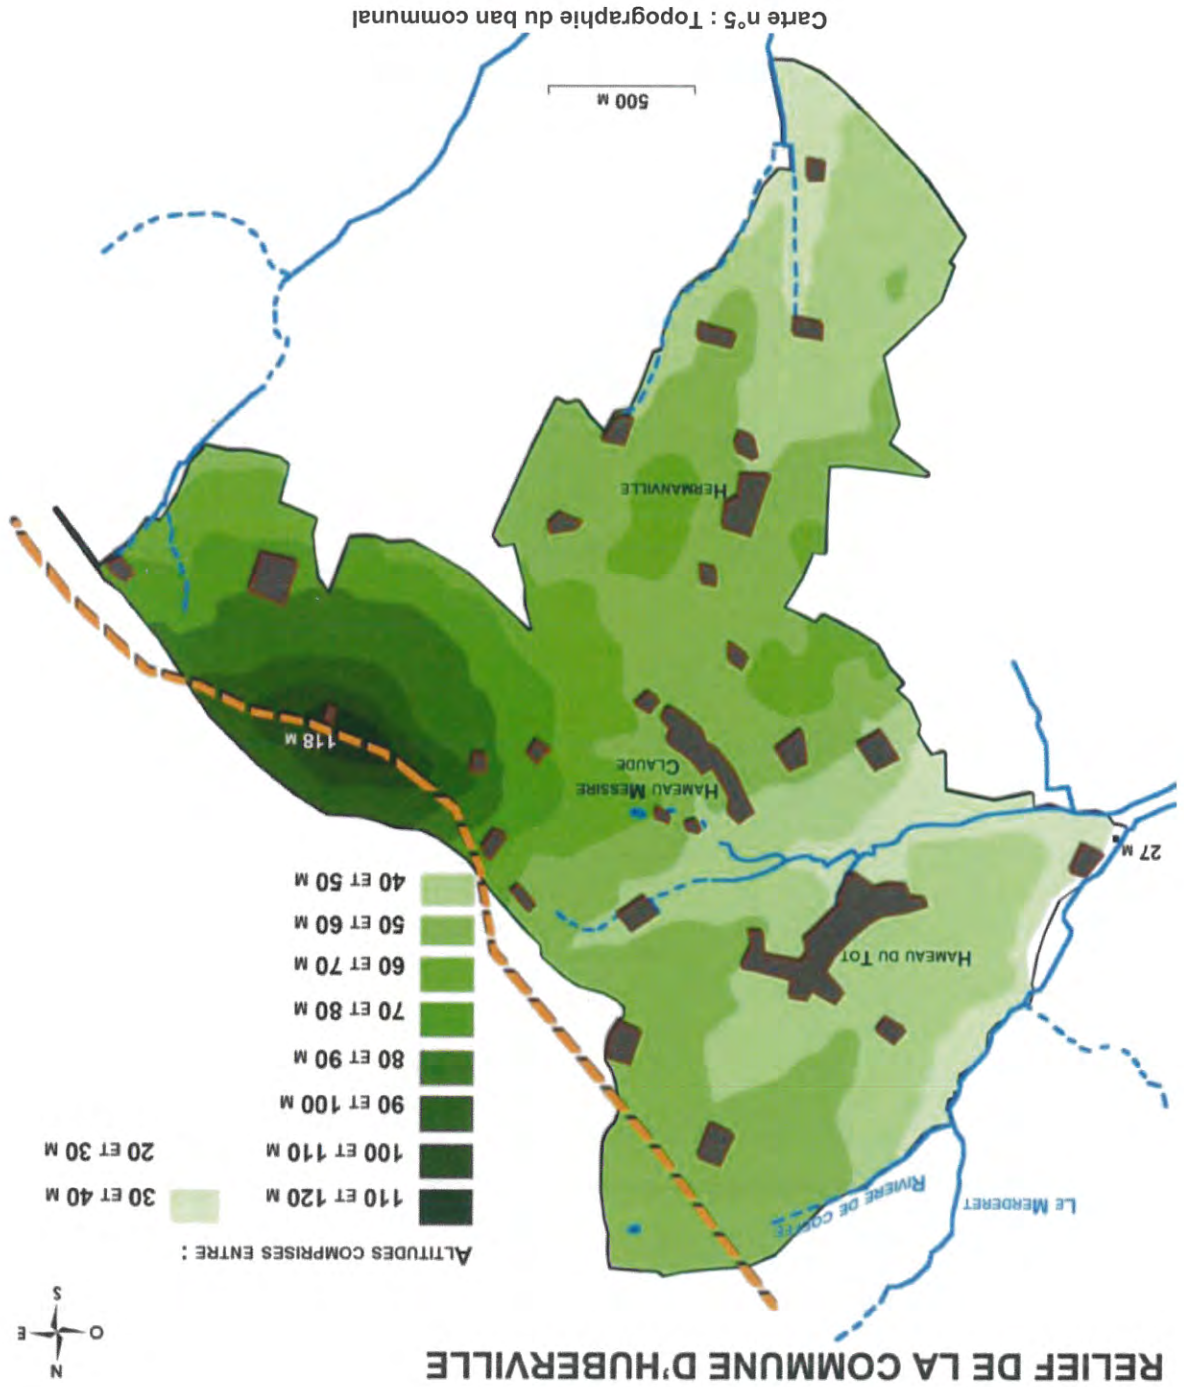 RELIEF DE LA COMMUNE D'HUBERVILLE
N
O
E
S
ALTITUDES COMPRISES ENTRE :
110 ET 120 M
100 ET 110 M
90 ET 100 M
80 ET 90 M
70 ET 80 M
60 ET 70 M
50 ET 60 M
40 ET 50 M
30 ET 40 M
20 ET 30 M
LE MERDERET
RIVIERE DE COEFFE
HAMEAU DU TOT
27 M
HAMEAU MESSIRE
CLAUDE
118 M
HERMANVILLE
500 M
Carte n°5 : Topographie du ban communal